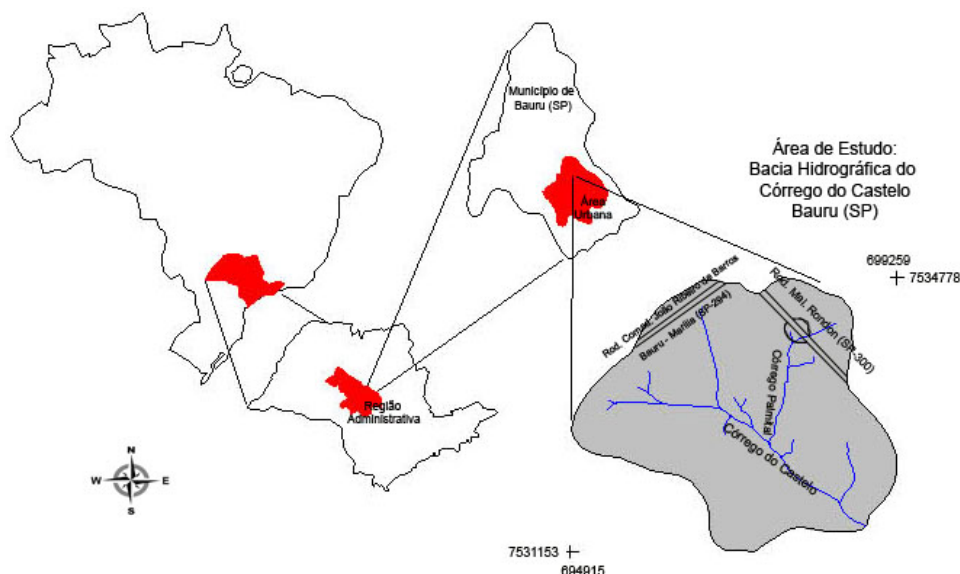 Município de
Bauru (SP)
Área
Urbana
Área de Estudo:
Bacia Hidrográfica do
Córrego do Castelo
Bauru (SP)
699259
7534778
Rod. Comad. João Ribeiro de Barros
Bauru - Marília (SP-294)
Rod. Mal. Rondon (SP-300)
Córrego Palmital
Córrego do Castelo
Região
Administrativa
N
W
E
S
7531153
694915